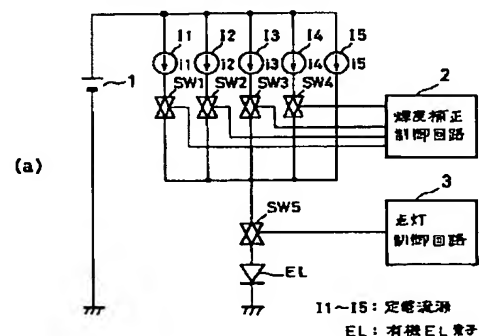 I1 I2 I3 I4 I5
i1 i2 i3 i4 i5
SW1 SW2 SW3 SW4
1
2
輝度補正
制御回路
(a)
3
SW5
点灯
制御回路
EL
I1~I5:定電流源
EL:有機EL素子